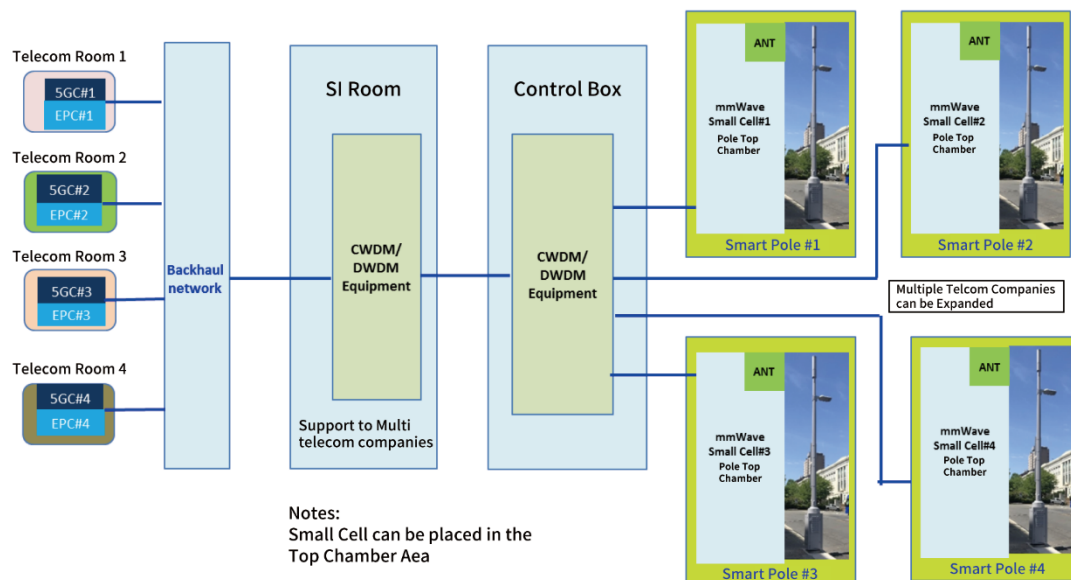 Telecom Room 1
5GC#1
EPC#1
Telecom Room 2
5GC#2
EPC#2
Telecom Room 3
5GC#3
EPC#3
Telecom Room 4
5GC#4
EPC#4
Backhaul
network
SI Room
CWDM/
DWDM
Equipment
Support to Multi
telecom companies
Control Box
CWDM/
DWDM
Equipment
ANT
mmWave
Small Cell#1
Pole Top
Chamber
Smart Pole #1
ANT
mmWave
Small Cell#2
Pole Top
Chamber
Smart Pole #2
Multiple Telcom Companies
can be Expanded
ANT
mmWave
Small Cell#3
Pole Top
Chamber
Smart Pole #3
ANT
mmWave
Small Cell#4
Pole Top
Chamber
Smart Pole #4
Notes:
Small Cell can be placed in the
Top Chamber Aea